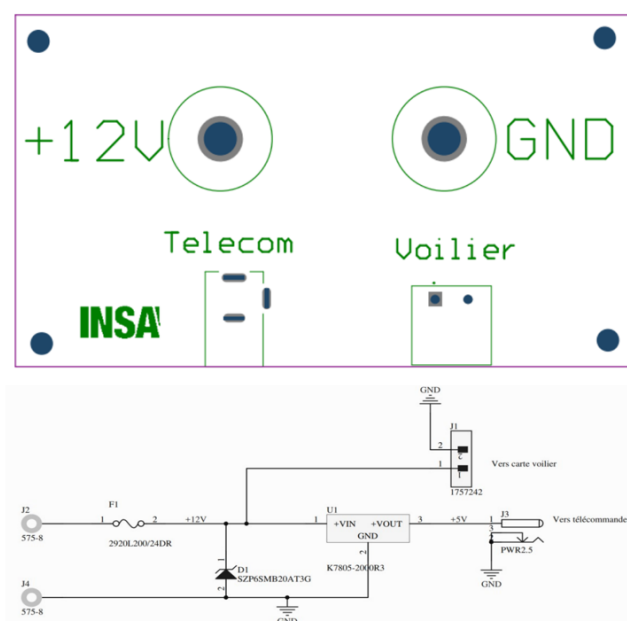 +12V GND
Telecom Voilier
INSA
GND
J1
2
1
Vers carte voilier
1757242
J2
F1
U1
J3
1 2 +12V 1 +VIN +VOUT 3 +5V 1 Vers télécommande
GND
3
2
575-8
2920L200/24DR
2
K7805-2000R3
PWR2.5
1
D1
SZP6SMB20AT3G
2
GND
J4
575-8
GND